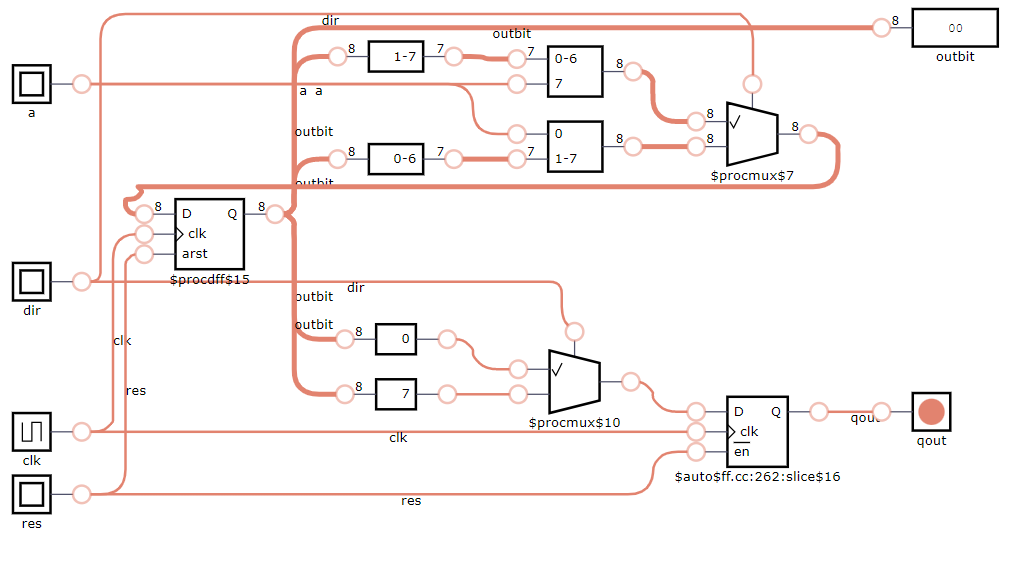 dir
8
00
outbit
outbit
8
1-7
7
7
0-6
7
8
a
a a
outbit
8
0-6
7
7
0
1-7
8
8
8
8
$procmux$7
outbit
8
D
Q
8
clk
arst
$procdff$15
dir
dir
outbit
outbit
8
0
clk
8
7
$procmux$10
res
D
Q
clk
en
qout
qout
$auto$ff.cc:262:slice$16
clk
clk
res
res